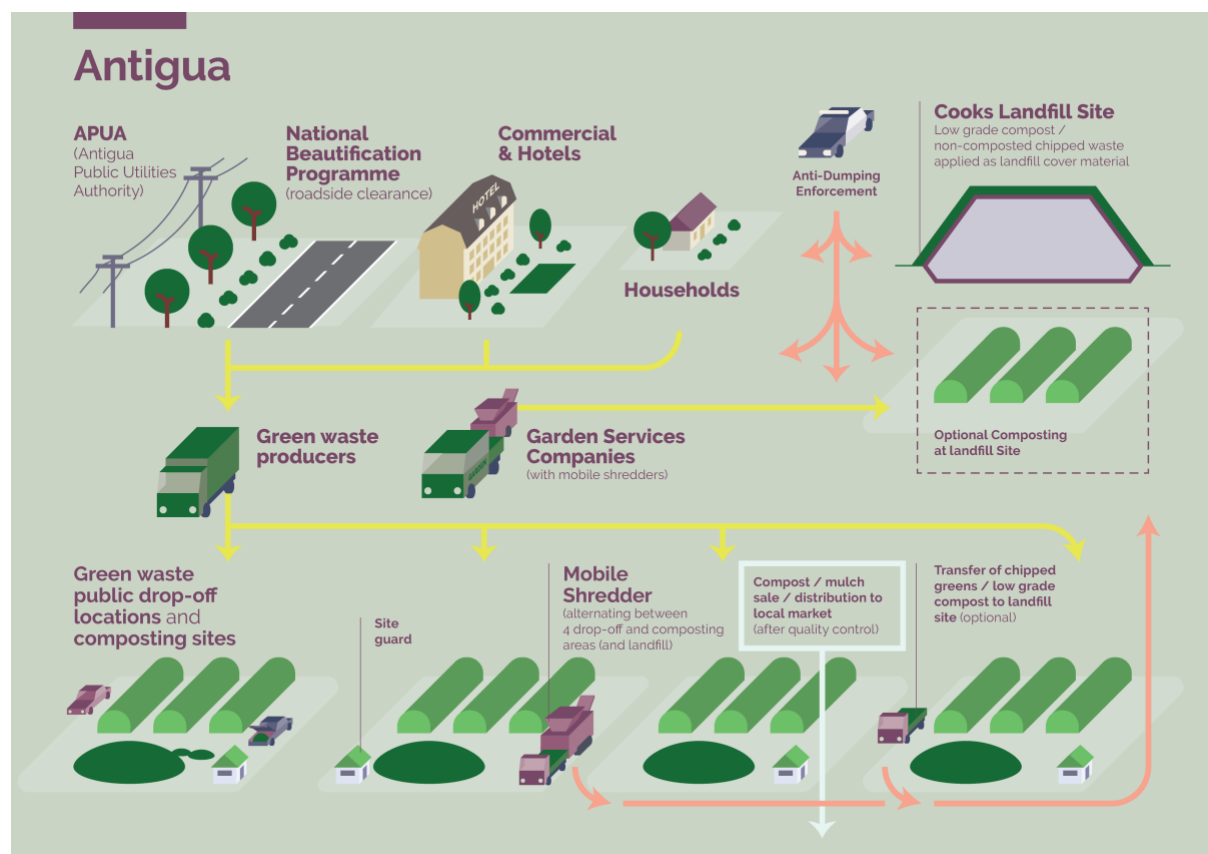 Antigua
APUA
(Antigua
Public Utilities
Authority)
National
Beautification
Programme
(roadside clearance)
Commercial
& Hotels
HOTEL
Households
Anti-Dumping
Enforcement
Cooks Landfill Site
Low grade compost /
non-composted chipped waste
applied as landfill cover material
Optional Composting
at landfill Site
Green waste
producers
GARDEN
Garden Services
Companies
(with mobile shredders)
Green waste
public drop-off
locations and
composting sites
Site
guard
Mobile
Shredder
(alternating between
4 drop-off and composting
areas (and landfill)
Compost / mulch
sale / distribution to
local market
(after quality control)
Transfer of chipped
greens / low grade
compost to landfill
site (optional)